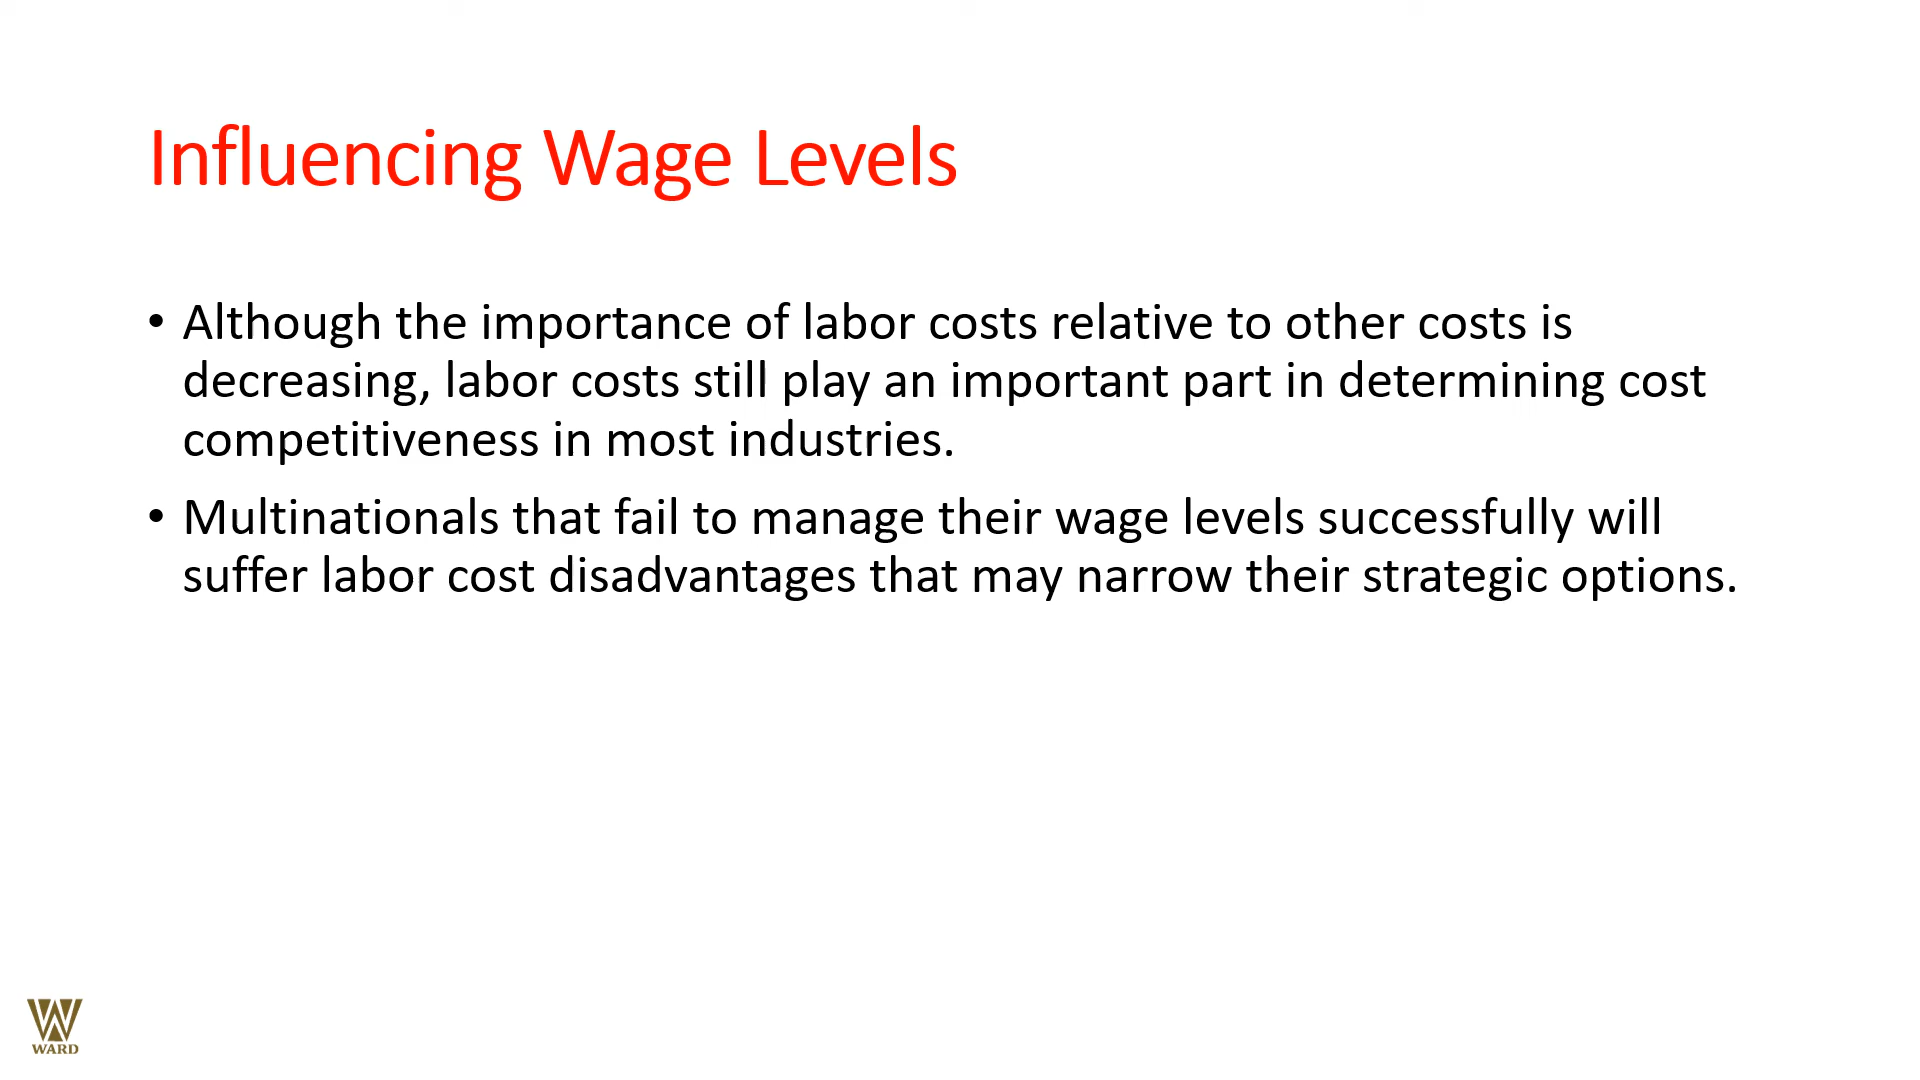 Influencing Wage Levels
• Although the importance of labor costs relative to other costs is
decreasing, labor costs still play an important part in determining cost
competitiveness in most industries.
• Multinationals that fail to manage their wage levels successfully will
suffer labor cost disadvantages that may narrow their strategic options.
WARD